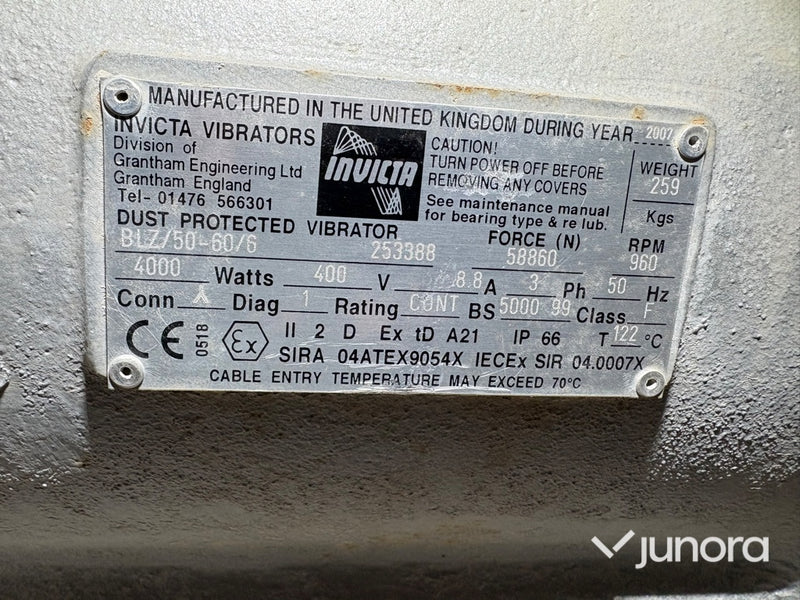 MANUFACTURED IN THE UNITED KINGDOM DURING YEAR 2007
INVICTA VIBRATORS
Division of
Grantham Engineering Ltd
Grantham England
Tel- 01476 566301
INVICTA
CAUTION!
TURN POWER OFF BEFORE
REMOVING ANY COVERS
See maintenance manual
for bearing type & re lub.
WEIGHT
259
Kgs
DUST PROTECTED VIBRATOR FORCE (N) RPM
BLZ/50-60/6 253388 58860 960
4000 Watts 400 V 8.8 A 3 Ph 50 Hz
Conn Diag 1 Rating CONT BS 5000 99 Class F
CE 0518 Ex II 2 D Ex tD A21 IP 66 T 122 °C
SIRA 04ATEX9054X IECEx SIR 04.0007X
CABLE ENTRY TEMPERATURE MAY EXCEED 70°C
junora